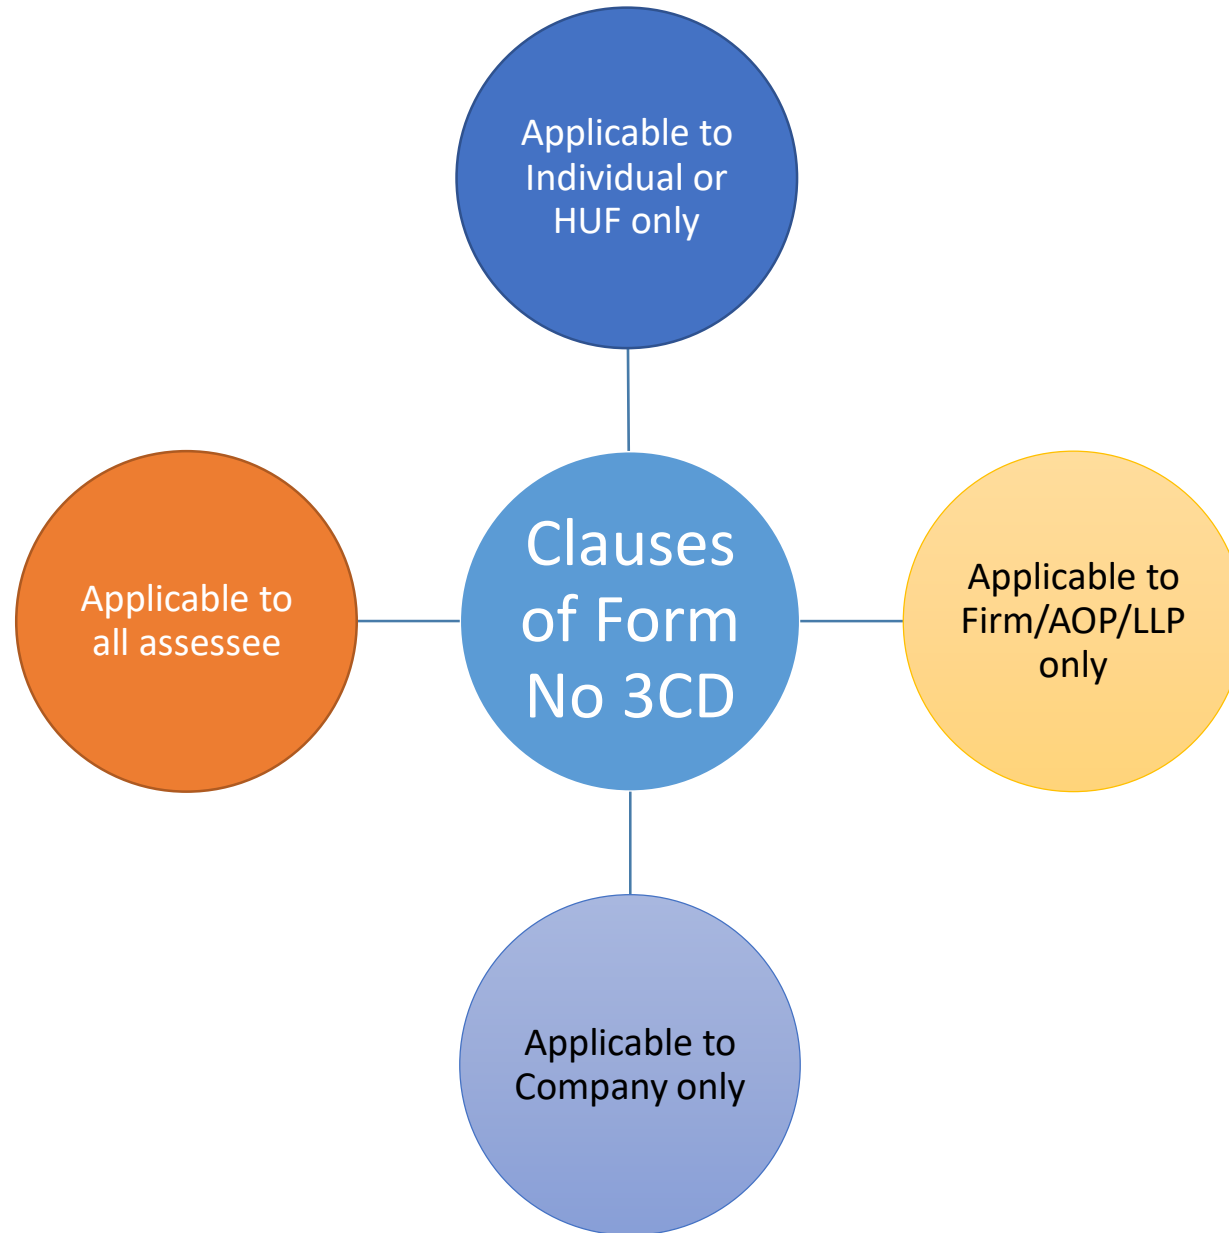 Applicable to
Individual or
HUF only
Applicable to
all assessee
Clauses
of Form
No 3CD
Applicable to
Firm/AOP/LLP
only
Applicable to
Company only